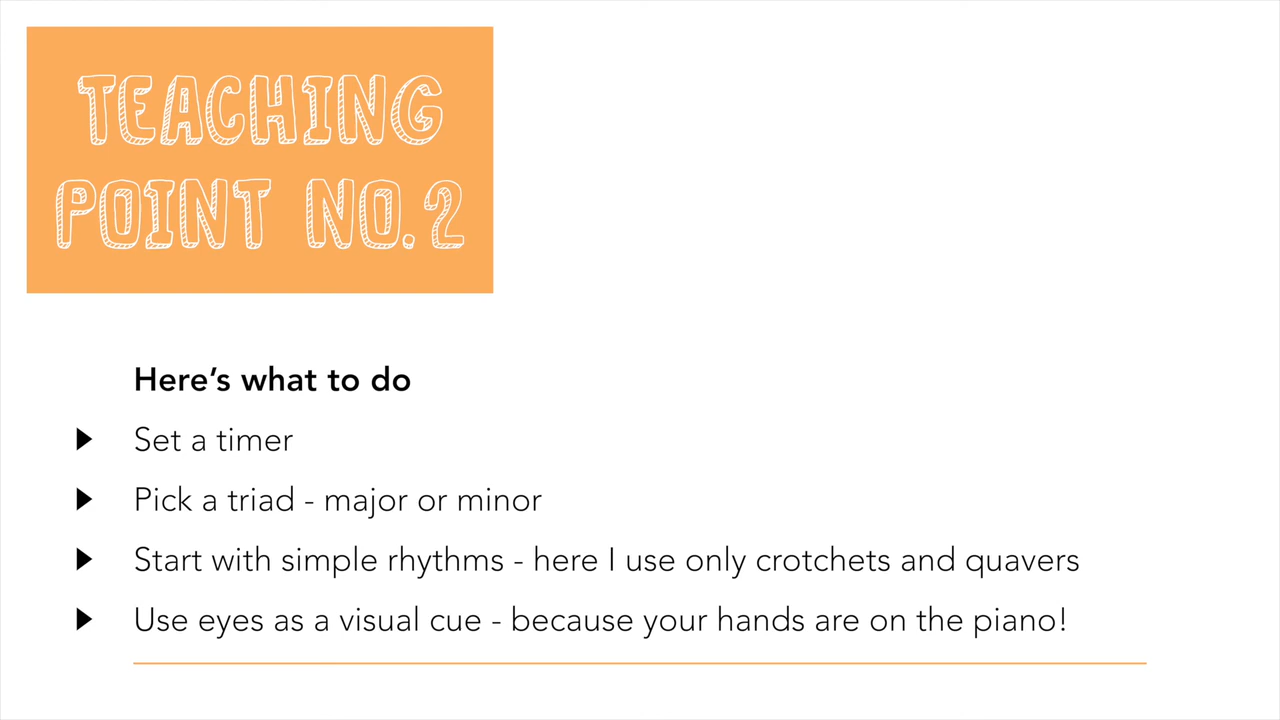 TEACHING
POINT NO.2
Here’s what to do
Set a timer
Pick a triad - major or minor
Start with simple rhythms - here I use only crotchets and quavers
Use eyes as a visual cue - because your hands are on the piano!